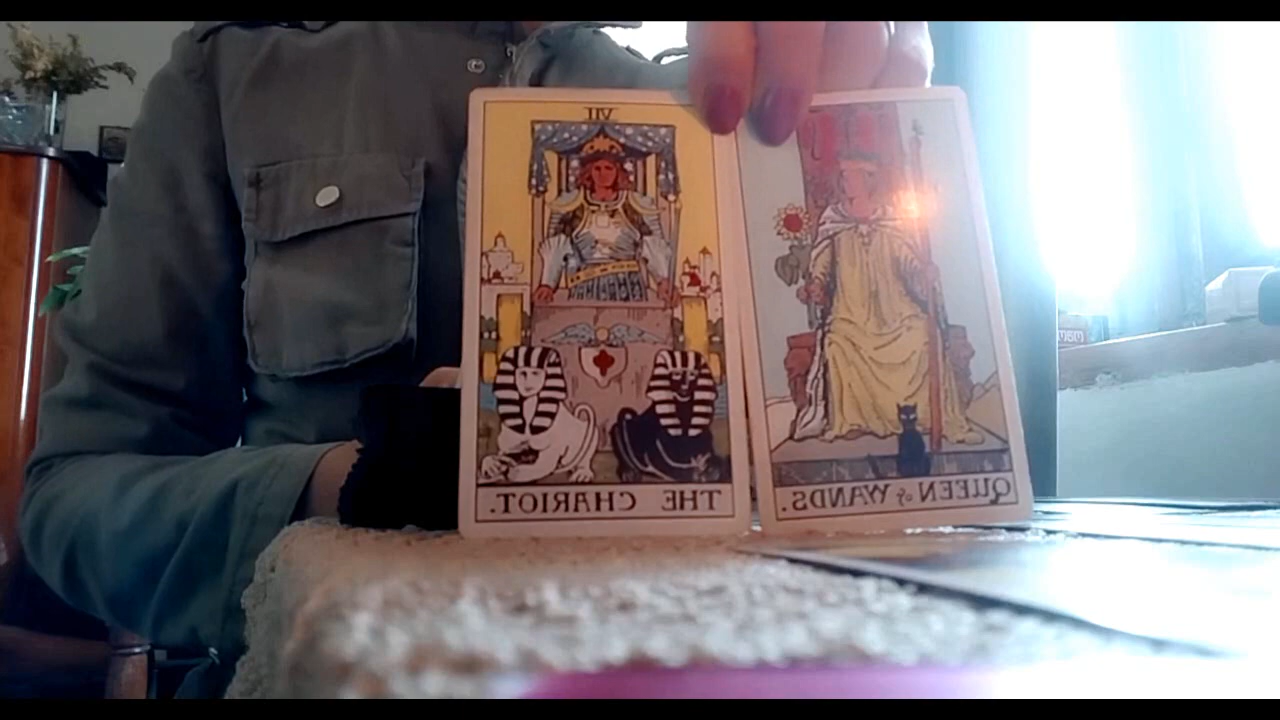 VII
THE CHARIOT.
QUEEN of WANDS.